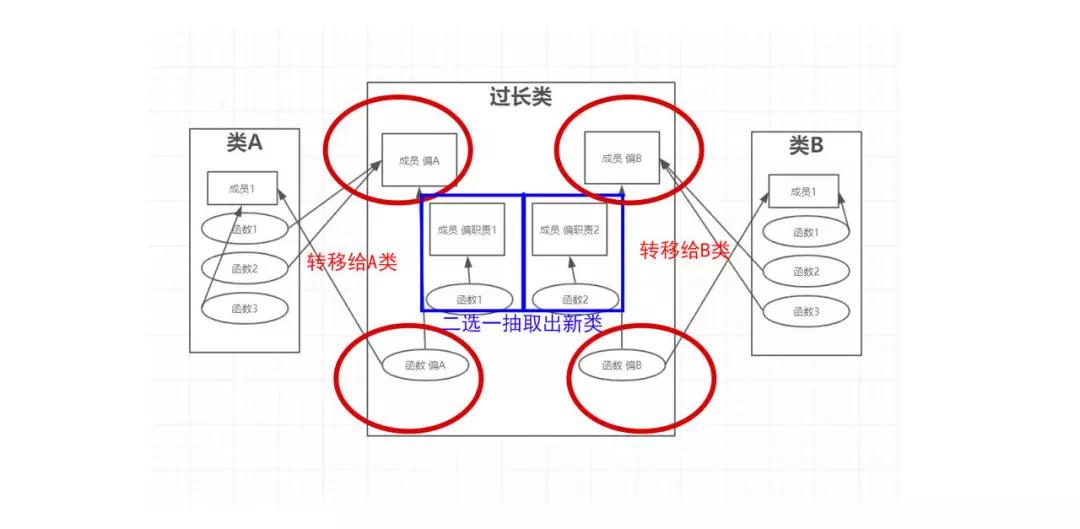 过长类
类A
成员1
函数1
函数2
函数3
转移给A类
成员 偏A
成员 偏B
成员 偏职责1
成员 偏职责2
函数1
函数2
二选一抽取出新类
函数 偏A
函数 偏B
转移给B类
类B
成员1
函数1
函数2
函数3